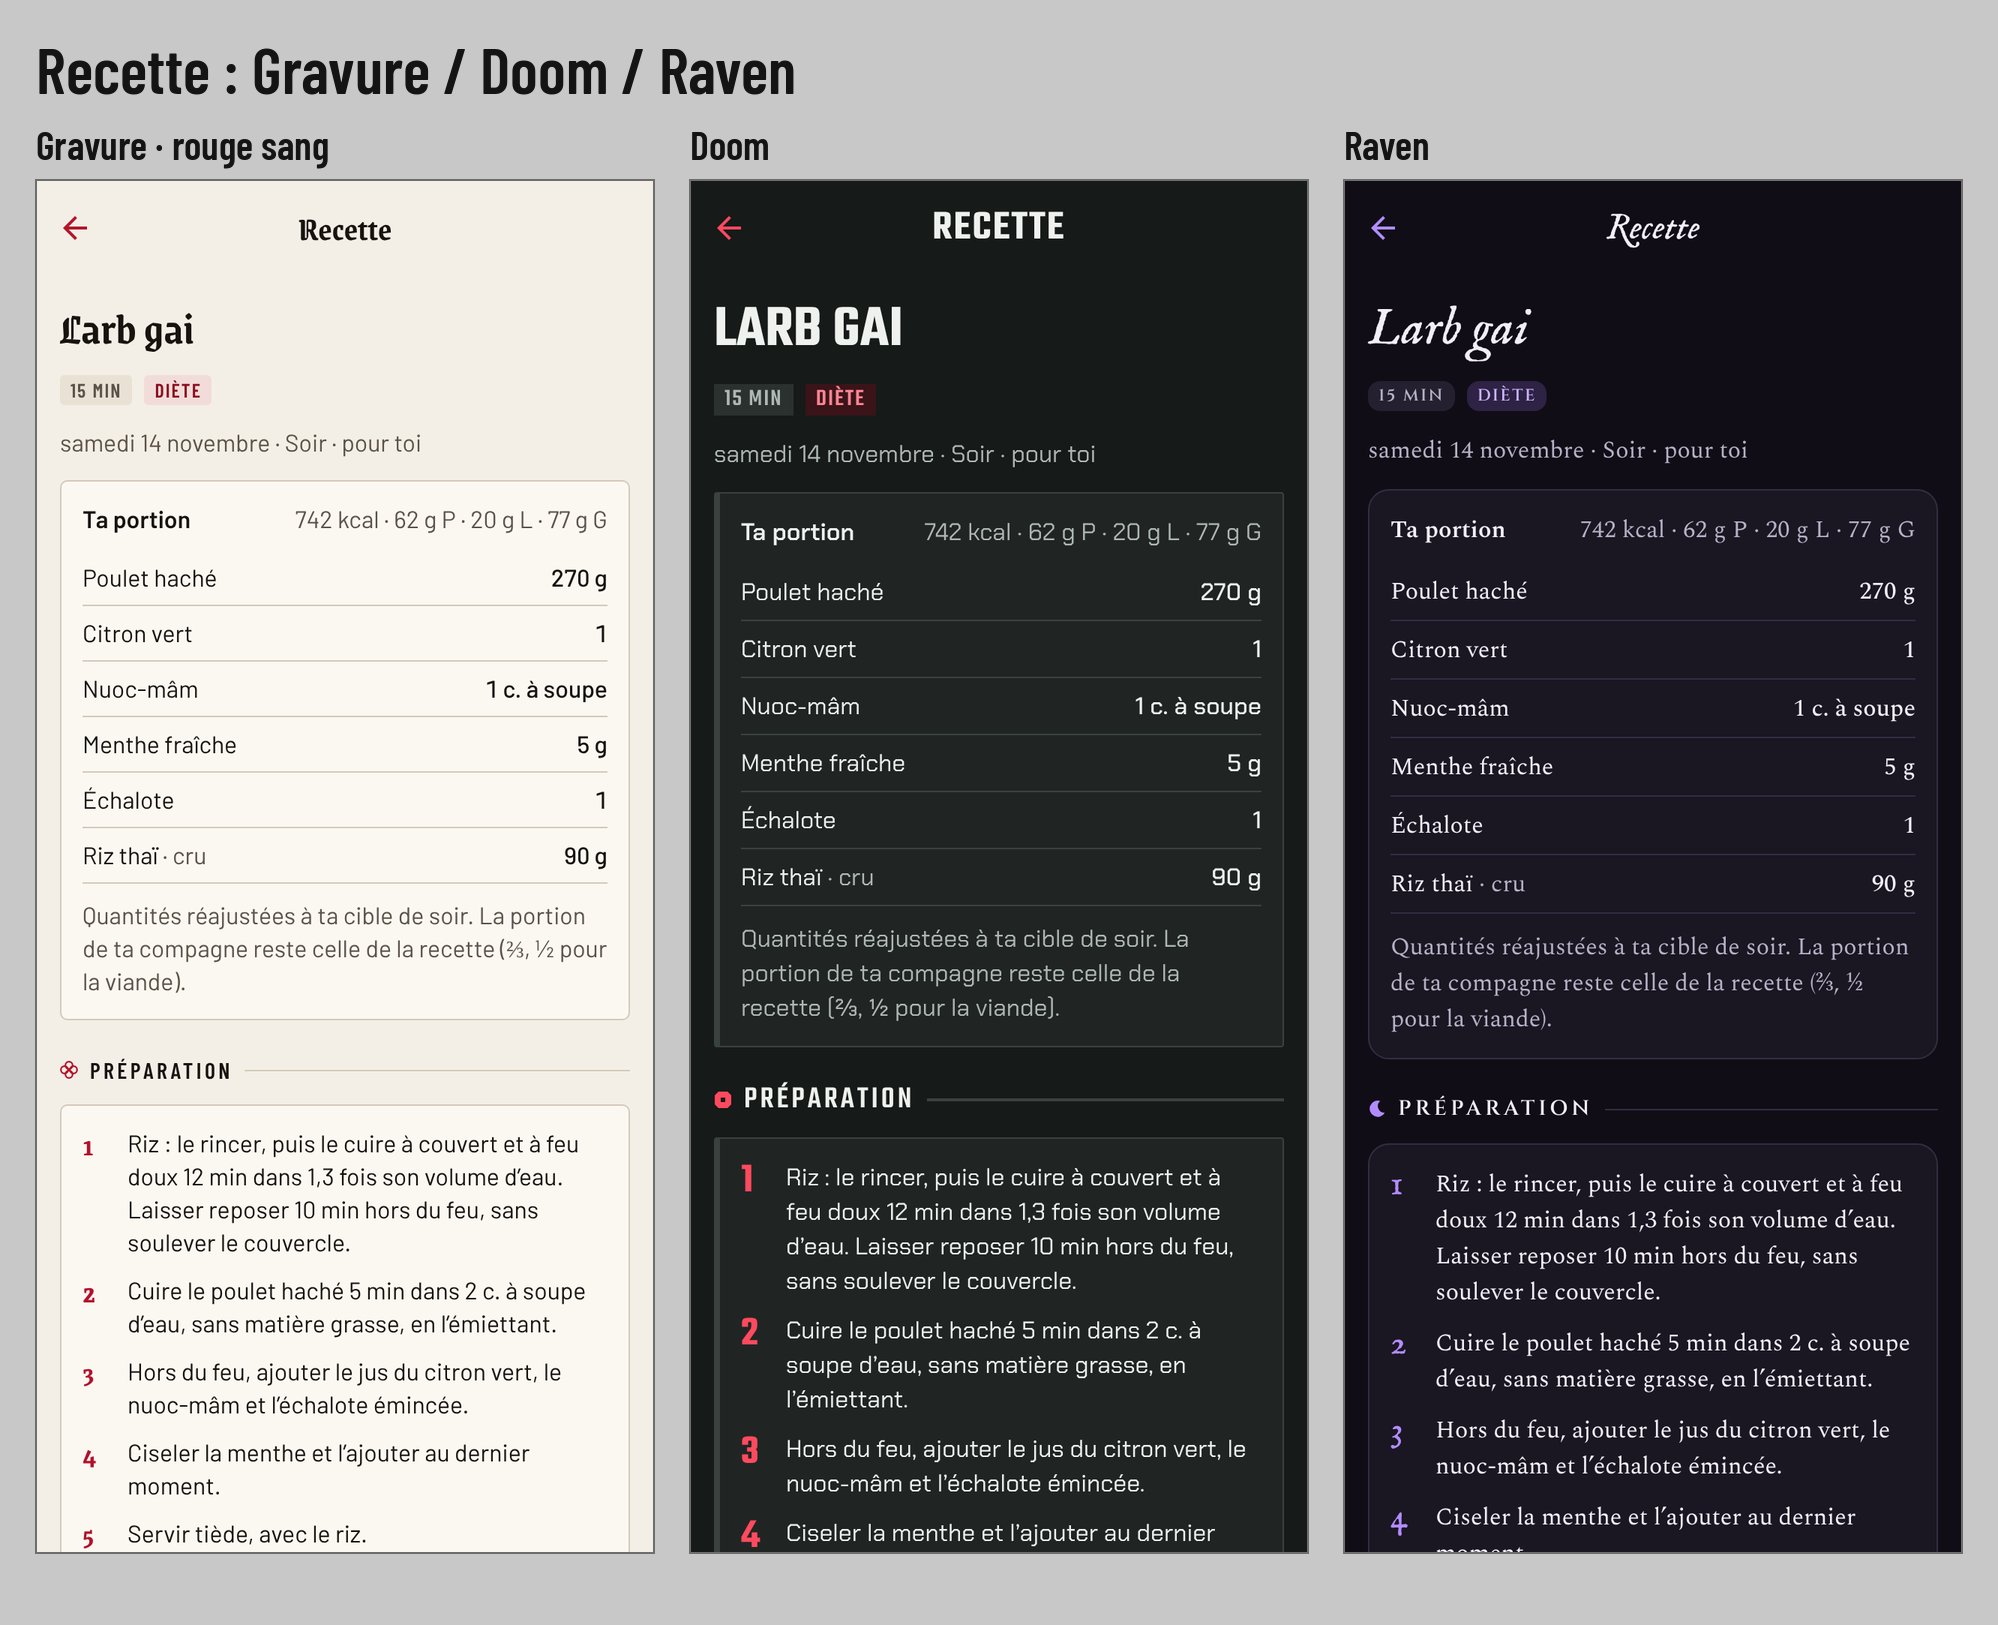 Recette : Gravure / Doom / Raven
Gravure · rouge sang
Recette
Larb gai
15 MIN DIÈTE
samedi 14 novembre · Soir · pour toi
Ta portion 742 kcal · 62 g P · 20 g L · 77 g G
Poulet haché 270 g
Citron vert 1
Nuoc-mâm 1 c. à soupe
Menthe fraîche 5 g
Échalote 1
Riz thaï · cru 90 g
Quantités réajustées à ta cible de soir. La portion
de ta compagne reste celle de la recette (⅔, ½ pour
la viande).
PRÉPARATION
1 Riz : le rincer, puis le cuire à couvert et à feu
doux 12 min dans 1,3 fois son volume d’eau.
Laisser reposer 10 min hors du feu, sans
soulever le couvercle.
2 Cuire le poulet haché 5 min dans 2 c. à soupe
d’eau, sans matière grasse, en l’émiettant.
3 Hors du feu, ajouter le jus du citron vert, le
nuoc-mâm et l’échalote émincée.
4 Ciseler la menthe et l’ajouter au dernier
moment.
5 Servir tiède, avec le riz.
Doom
RECETTE
LARB GAI
15 MIN DIÈTE
samedi 14 novembre · Soir · pour toi
Ta portion 742 kcal · 62 g P · 20 g L · 77 g G
Poulet haché 270 g
Citron vert 1
Nuoc-mâm 1 c. à soupe
Menthe fraîche 5 g
Échalote 1
Riz thaï · cru 90 g
Quantités réajustées à ta cible de soir. La
portion de ta compagne reste celle de la
recette (⅔, ½ pour la viande).
PRÉPARATION
1 Riz : le rincer, puis le cuire à couvert et à
feu doux 12 min dans 1,3 fois son volume
d’eau. Laisser reposer 10 min hors du feu,
sans soulever le couvercle.
2 Cuire le poulet haché 5 min dans 2 c. à
soupe d’eau, sans matière grasse, en
l’émiettant.
3 Hors du feu, ajouter le jus du citron vert, le
nuoc-mâm et l’échalote émincée.
4 Ciseler la menthe et l’ajouter au dernier
Raven
Recette
Larb gai
15 MIN DIÈTE
samedi 14 novembre · Soir · pour toi
Ta portion 742 kcal · 62 g P · 20 g L · 77 g G
Poulet haché 270 g
Citron vert 1
Nuoc-mâm 1 c. à soupe
Menthe fraîche 5 g
Échalote 1
Riz thaï · cru 90 g
Quantités réajustées à ta cible de soir. La portion
de ta compagne reste celle de la recette (⅔, ½
pour la viande).
PRÉPARATION
1 Riz : le rincer, puis le cuire à couvert et à feu
doux 12 min dans 1,3 fois son volume d’eau.
Laisser reposer 10 min hors du feu, sans
soulever le couvercle.
2 Cuire le poulet haché 5 min dans 2 c. à soupe
d’eau, sans matière grasse, en l’émiettant.
3 Hors du feu, ajouter le jus du citron vert, le
nuoc-mâm et l’échalote émincée.
4 Ciseler la menthe et l’ajouter au dernier